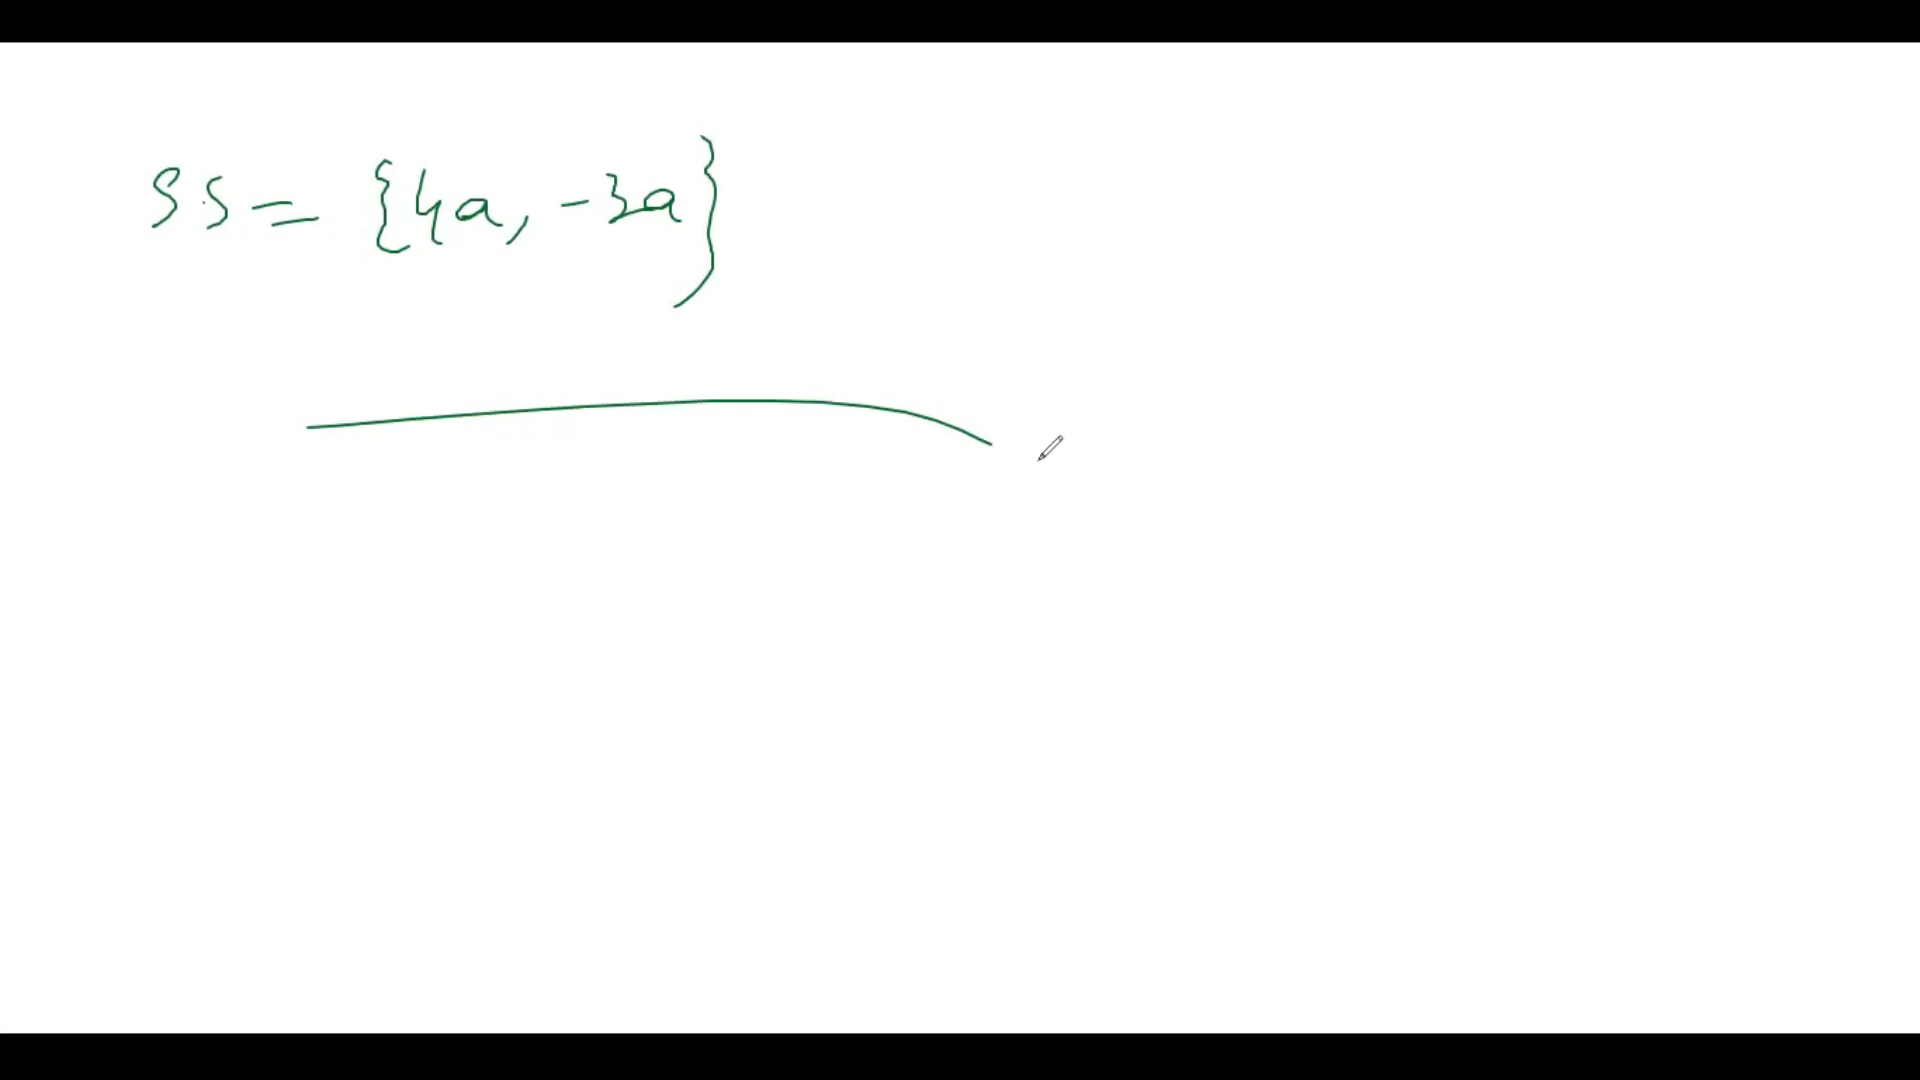 S.S = {4a, -3a}